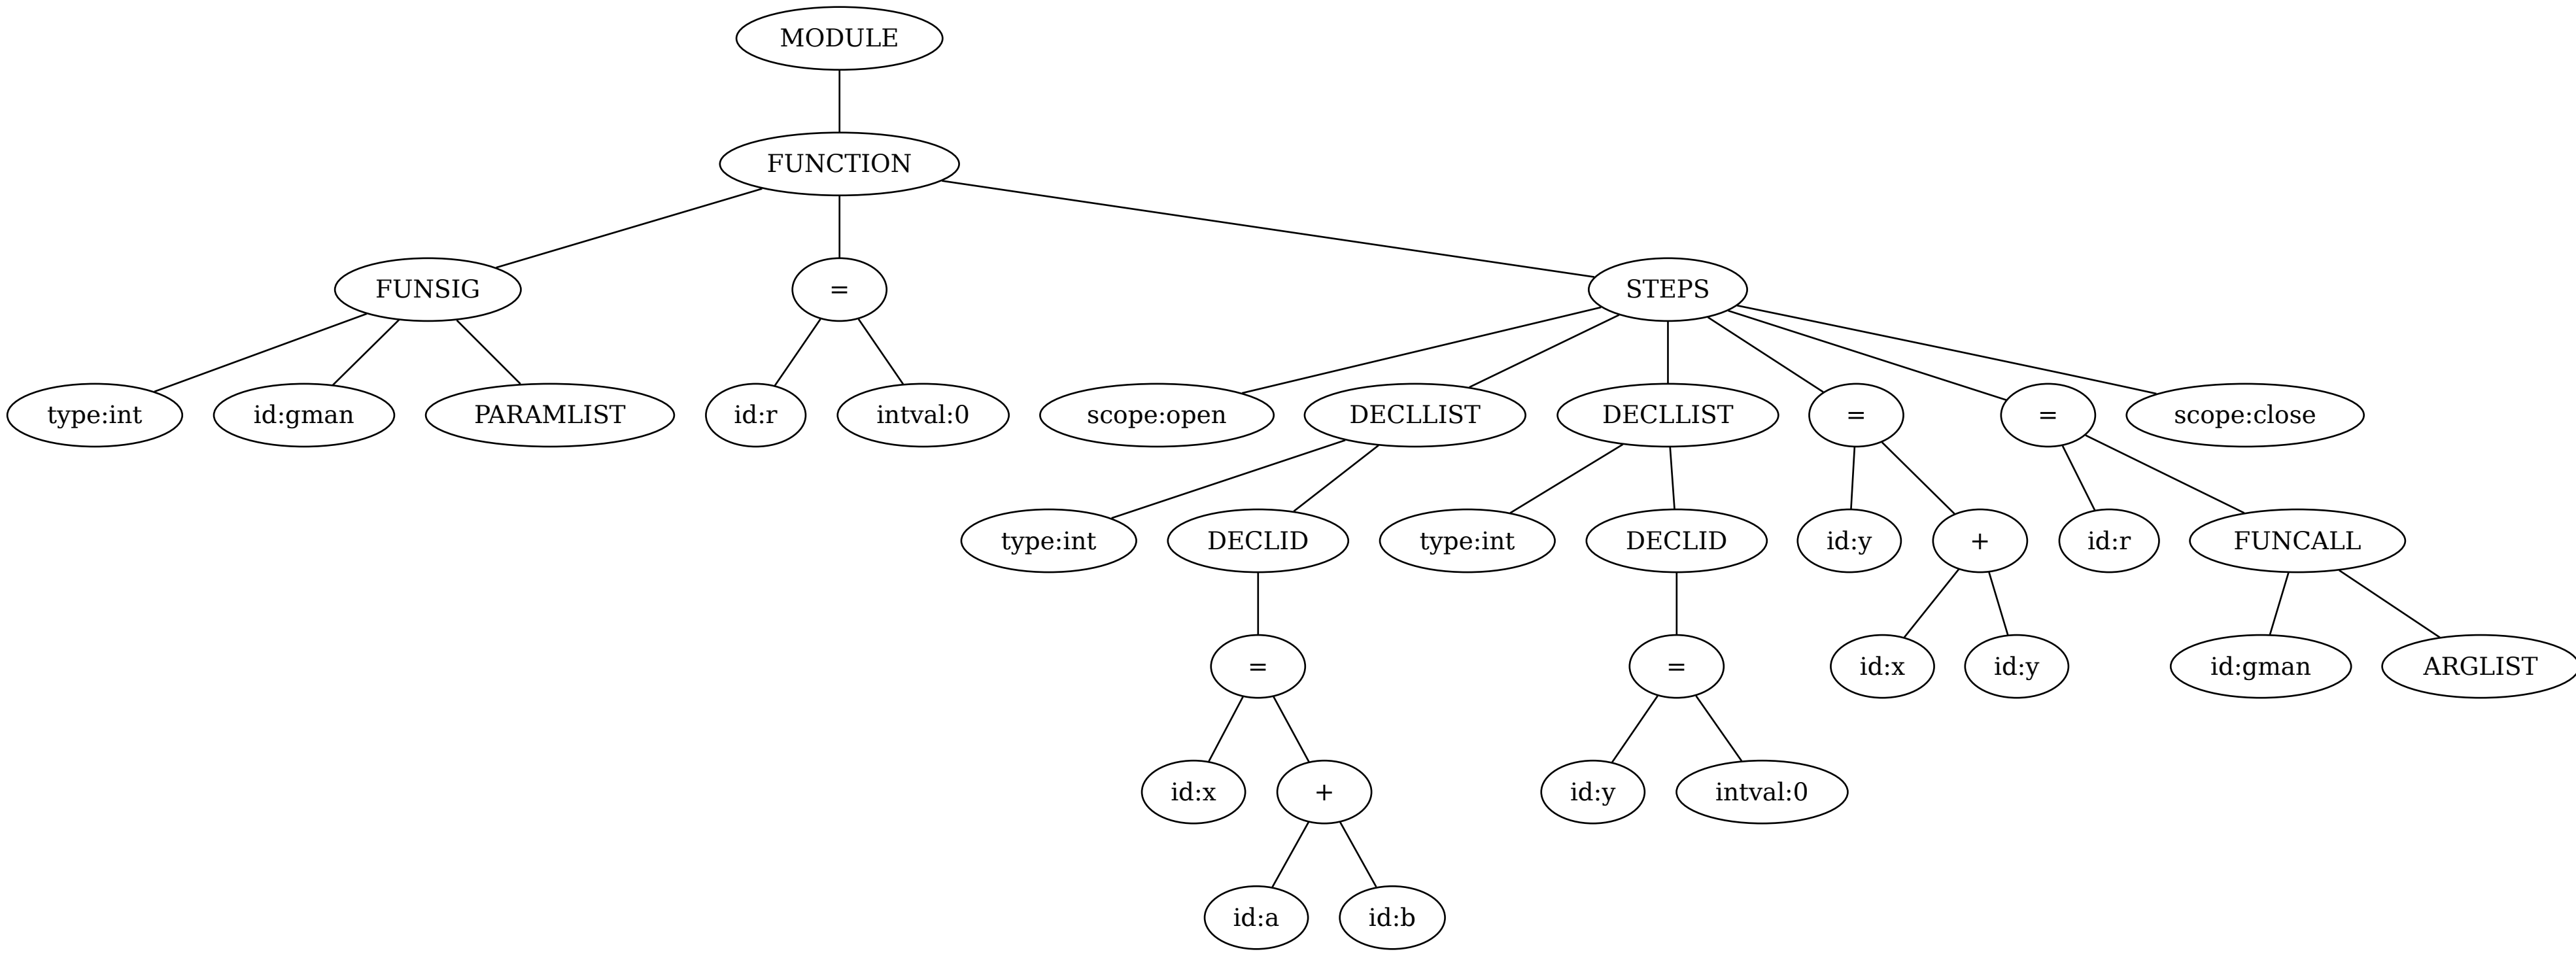 MODULE
FUNCTION
FUNSIG = STEPS
type:int id:gman PARAMLIST id:r intval:0 scope:open DECLLIST DECLLIST = = scope:close
type:int DECLID type:int DECLID id:y + id:r FUNCALL
= = id:x id:y id:gman ARGLIST
id:x + id:y intval:0
id:a id:b